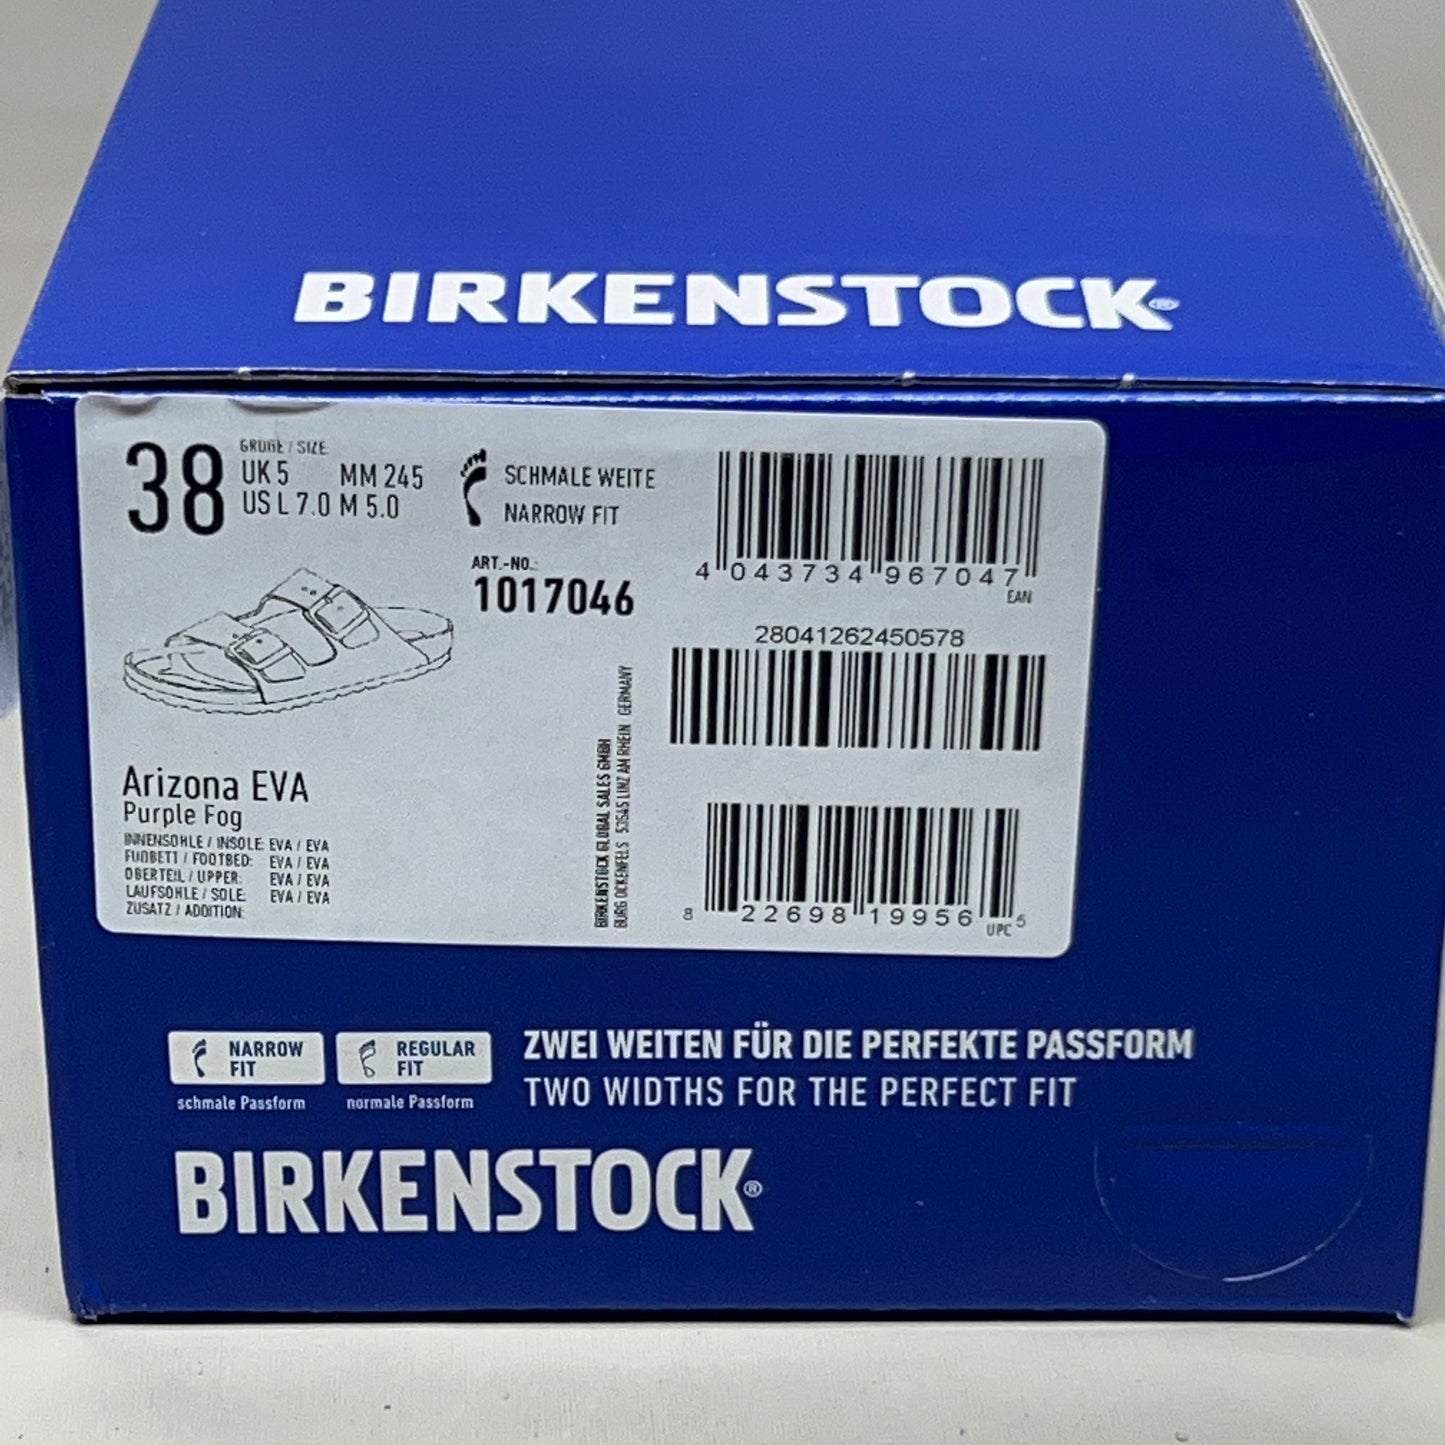 BIRKENSTOCK®
38
GRÖßE / SIZE
UK 5 MM 245
US L 7.0 M 5.0
SCHMALE WEITE
NARROW FIT
ART.-NO.:
1017046
4 043734 967047
EAN
28041262450578
8 22698 19956 5
UPC
BIRKENSTOCK GLOBAL SALES GMBH
BURG OCKENFELS 53545 LINZ AM RHEIN GERMANY
Arizona EVA
Purple Fog
INNENSOHLE / INSOLE: EVA / EVA
FUßBETT / FOOTBED: EVA / EVA
OBERTEIL / UPPER: EVA / EVA
LAUFSOHLE / SOLE: EVA / EVA
ZUSATZ / ADDITION:
NARROW
FIT
schmale Passform
REGULAR
FIT
normale Passform
ZWEI WEITEN FÜR DIE PERFEKTE PASSFORM
TWO WIDTHS FOR THE PERFECT FIT
BIRKENSTOCK®